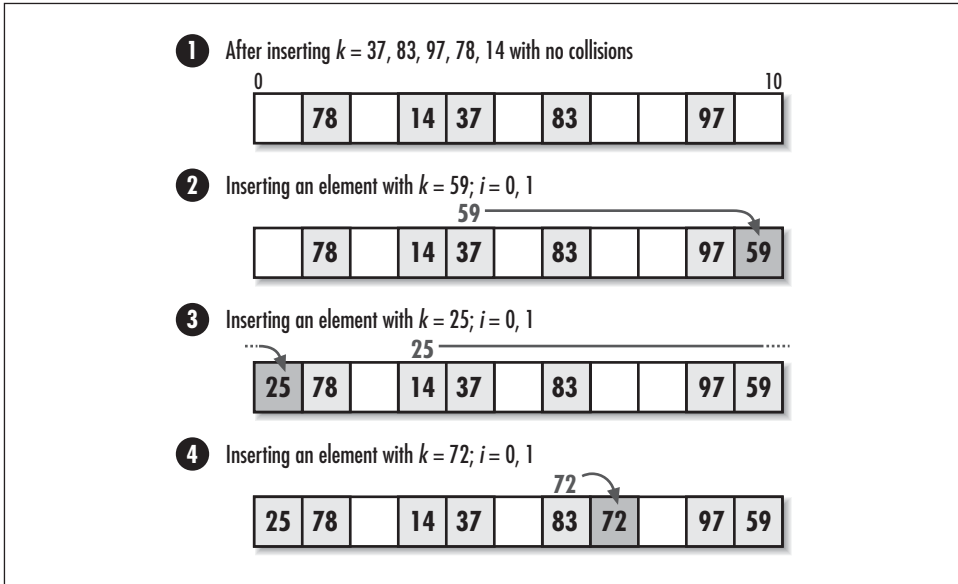 1 After inserting k = 37, 83, 97, 78, 14 with no collisions
0 10
78 14 37 83 97
2 Inserting an element with k = 59; i = 0, 1
59
78 14 37 83 97 59
3 Inserting an element with k = 25; i = 0, 1
25
25 78 14 37 83 97 59
4 Inserting an element with k = 72; i = 0, 1
72
25 78 14 37 83 72 97 59